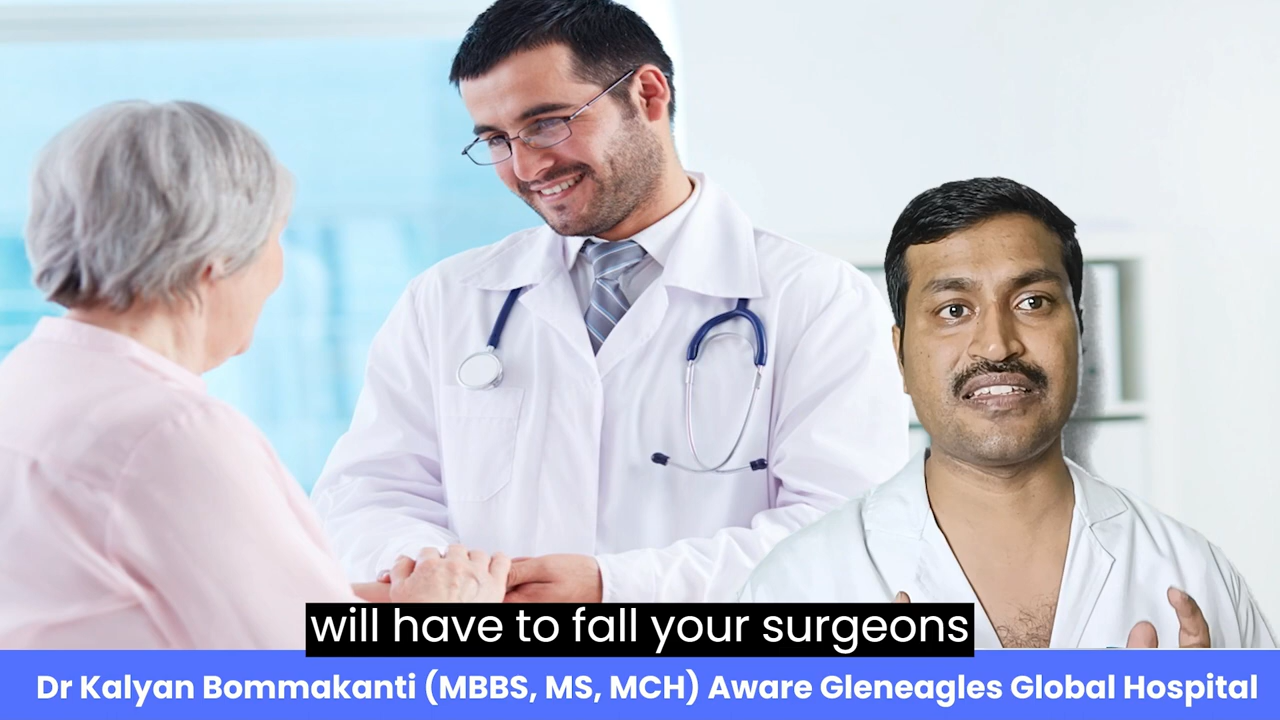 will have to fall your surgeons
Dr Kalyan Bommakanti (MBBS, MS, MCH) Aware Gleneagles Global Hospital